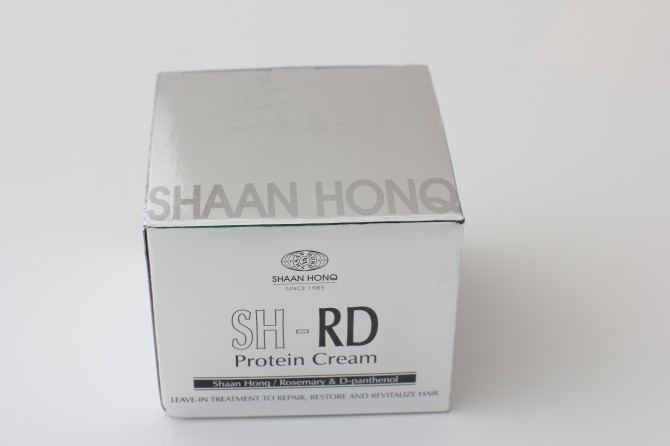 SHAAN HONQ
SHAAN HONQ
SINCE 1985
SH - RD
Protein Cream
Shaan Honq / Rosemary & D-panthenol
LEAVE-IN TREATMENT TO REPAIR, RESTORE AND REVITALIZE HAIR